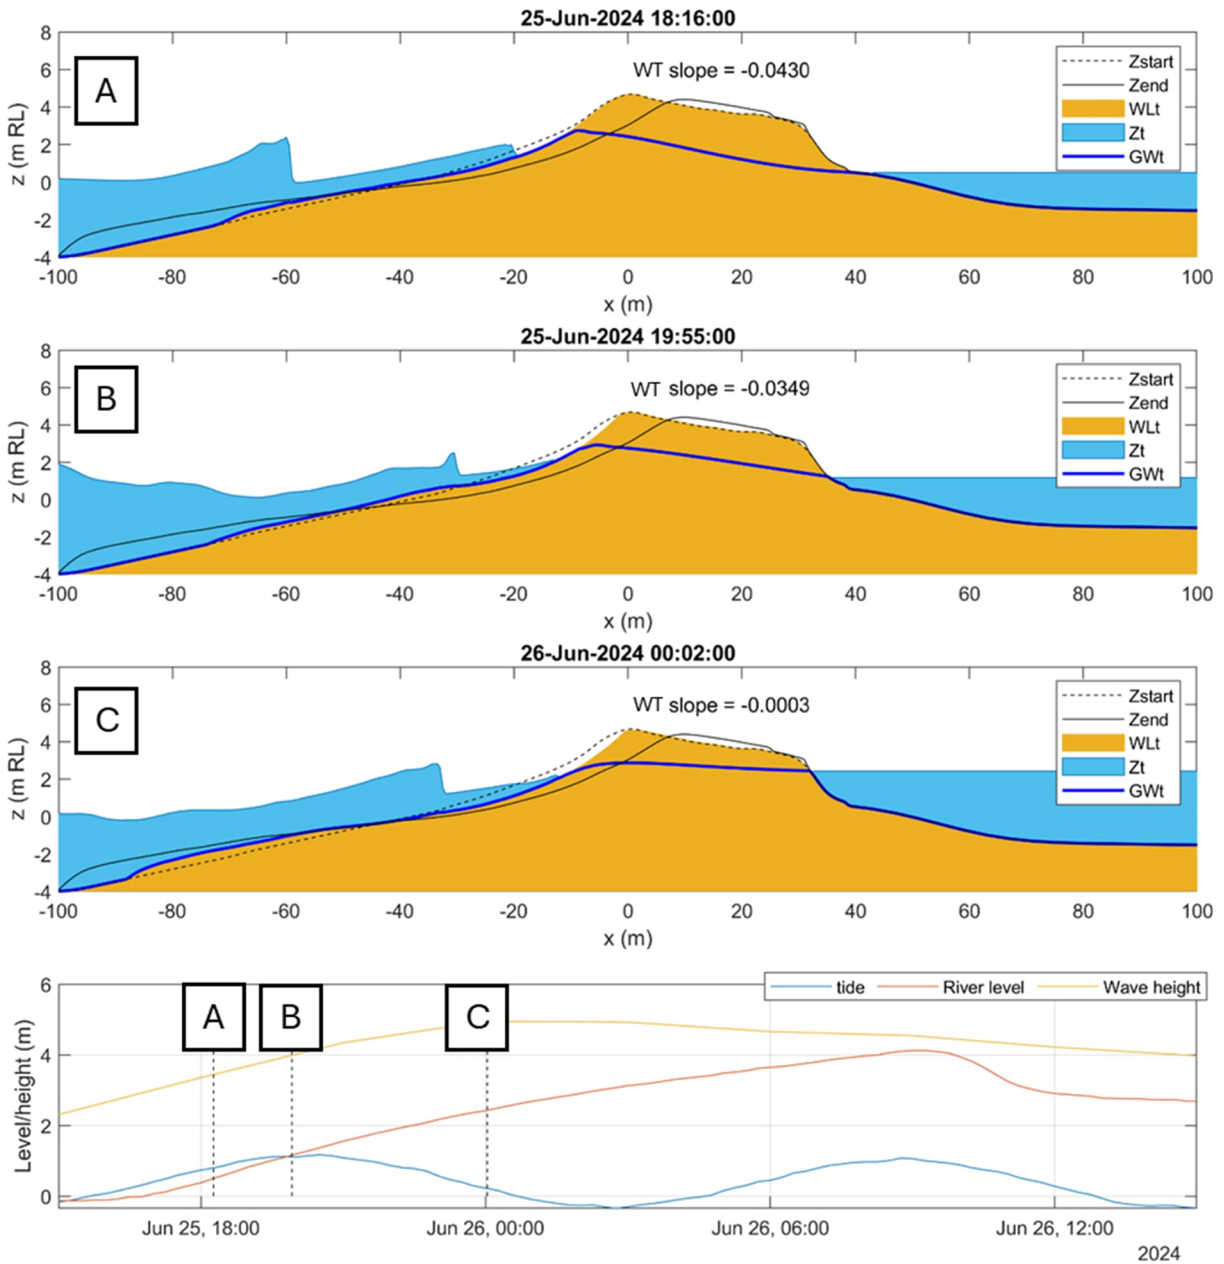 25-Jun-2024 18:16:00
A
WT slope = -0.0430
Zstart
Zend
WLt
Zt
GWt
z (m RL)
8
6
4
2
0
-2
-4
-100 -80 -60 -40 -20 0 20 40 60 80 100
x (m)
25-Jun-2024 19:55:00
B
WT slope = -0.0349
Zstart
Zend
WLt
Zt
GWt
z (m RL)
8
6
4
2
0
-2
-4
-100 -80 -60 -40 -20 0 20 40 60 80 100
x (m)
26-Jun-2024 00:02:00
C
WT slope = -0.0003
Zstart
Zend
WLt
Zt
GWt
z (m RL)
8
6
4
2
0
-2
-4
-100 -80 -60 -40 -20 0 20 40 60 80 100
x (m)
tide River level Wave height
A B C
Level/height (m)
6
4
2
0
Jun 25, 18:00 Jun 26, 00:00 Jun 26, 06:00 Jun 26, 12:00
2024